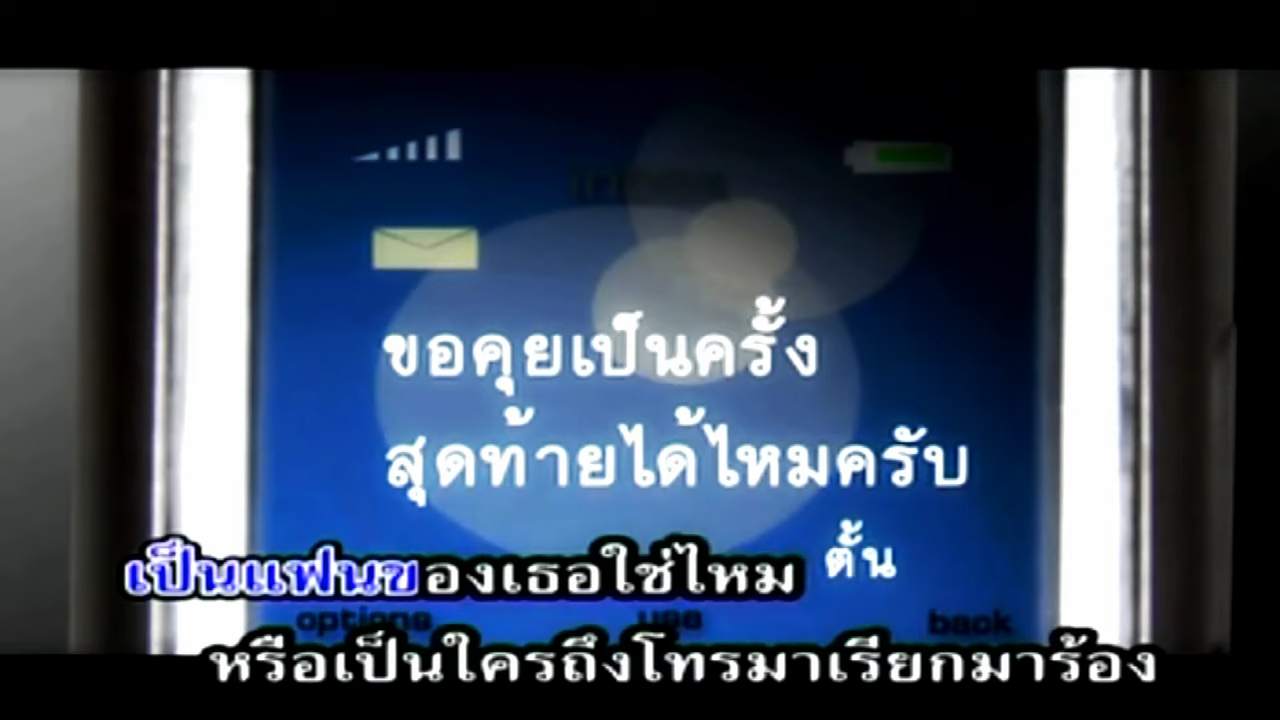 ขอคุยเป็นครั้ง
สุดท้ายได้ไหมครับ
ตั้น
เป็นแฟนของเธอใช่ไหม
options use back
หรือเป็นใครถึงโทรมาเรียกมาร้อง